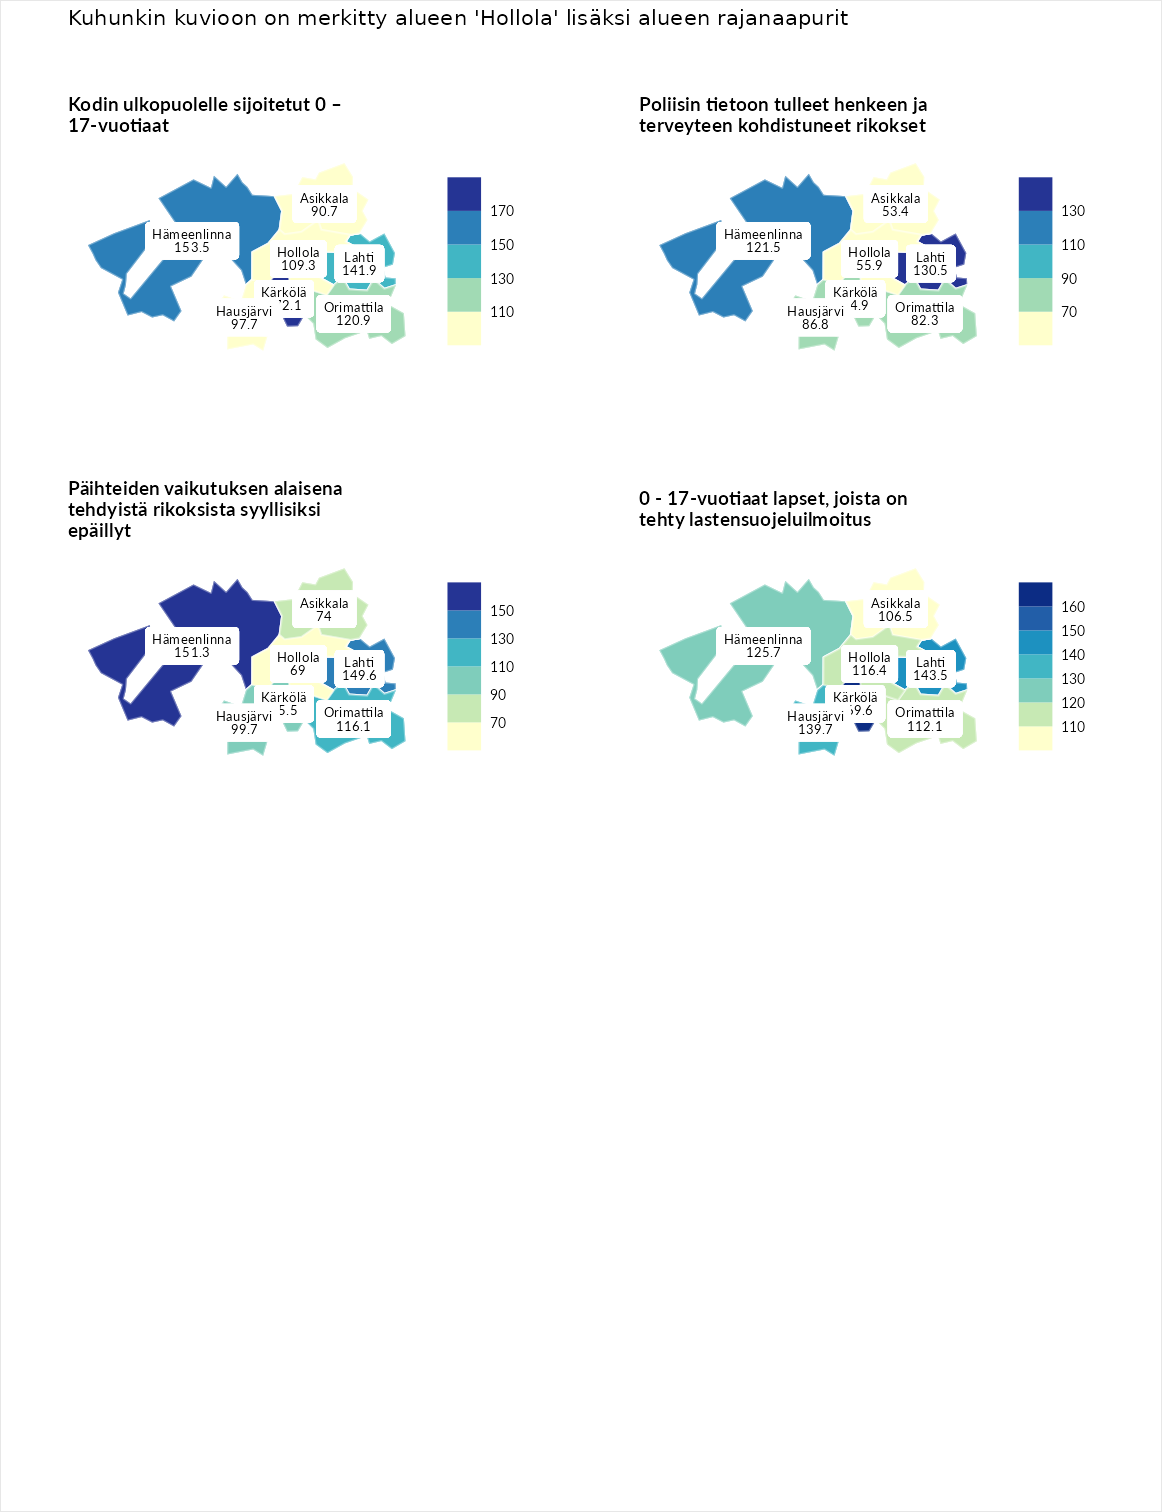 Kuhunkin kuvioon on merkitty alueen 'Hollola' lisäksi alueen rajanaapurit
Kodin ulkopuolelle sijoitetut 0 –
17-vuotiaat
Asikkala
90.7
Hämeenlinna
153.5
Hollola
109.3
Lahti
141.9
Kärkölä
Hausjärvi
97.7
Orimattila
120.9
170
150
130
110
Poliisin tietoon tulleet henkeen ja
terveyteen kohdistuneet rikokset
Asikkala
53.4
Hämeenlinna
121.5
Hollola
55.9
Lahti
130.5
Kärkölä
Hausjärvi
86.8
Orimattila
82.3
130
110
90
70
Päihteiden vaikutuksen alaisena
tehdyistä rikoksista syyllisiksi
epäillyt
Asikkala
74
Hämeenlinna
151.3
Hollola
69
Lahti
149.6
Kärkölä
Hausjärvi
99.7
Orimattila
116.1
150
130
110
90
70
0 - 17-vuotiaat lapset, joista on
tehty lastensuojeluilmoitus
Asikkala
106.5
Hämeenlinna
125.7
Hollola
116.4
Lahti
143.5
Kärkölä
Hausjärvi
139.7
Orimattila
112.1
160
150
140
130
120
110